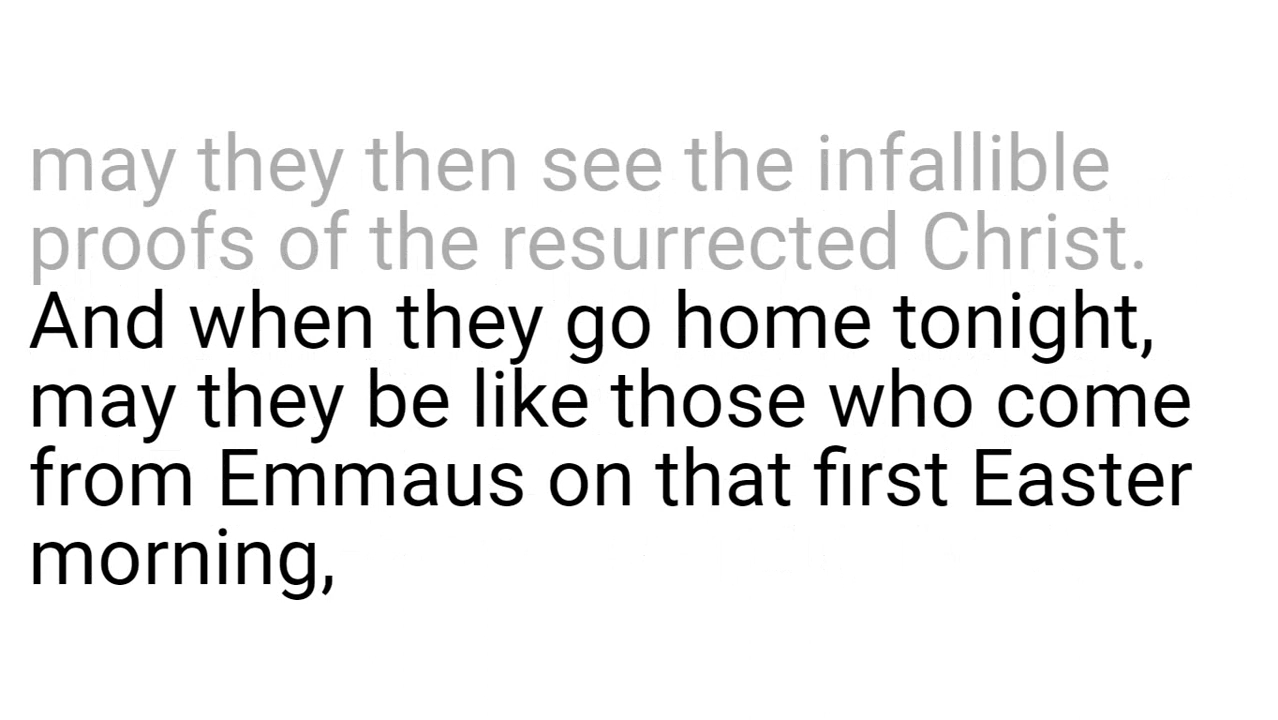 may they then see the infallible
proofs of the resurrected Christ.
And when they go home tonight,
may they be like those who come
from Emmaus on that first Easter
morning,